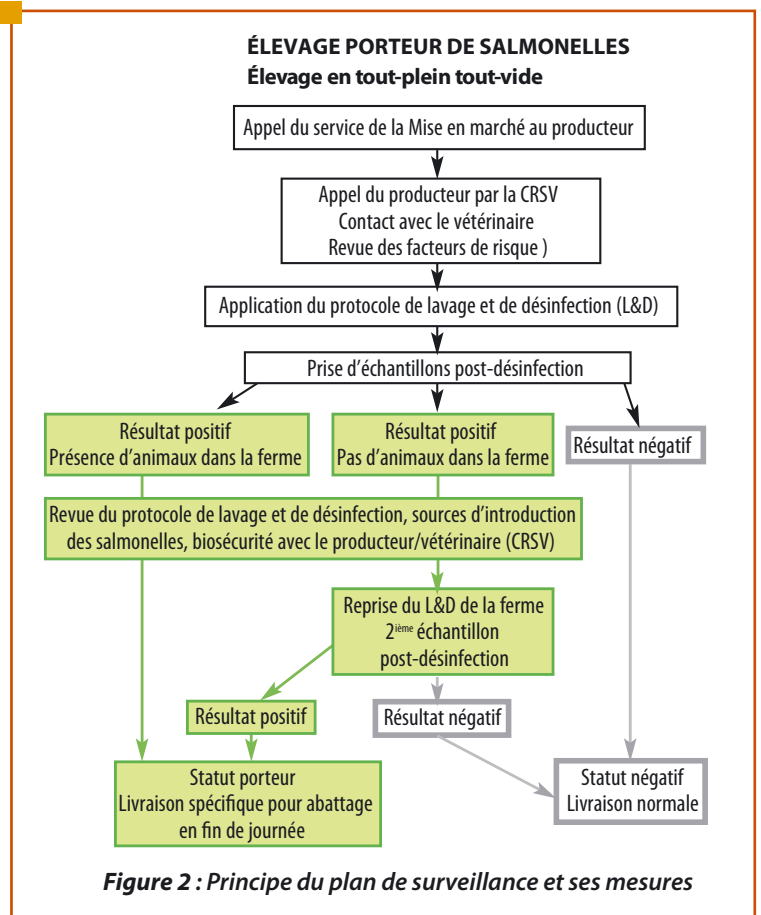 ÉLEVAGE PORTEUR DE SALMONELLES
Élevage en tout-plein tout-vide
Appel du service de la Mise en marché au producteur
Appel du producteur par la CRSV
Contact avec le vétérinaire
Revue des facteurs de risque )
Application du protocole de lavage et de désinfection (L&D)
Prise d'échantillons post-désinfection
Résultat positif
Présence d'animaux dans la ferme
Résultat positif
Pas d'animaux dans la ferme
Résultat négatif
Revue du protocole de lavage et de désinfection, sources d'introduction
des salmonelles, biosécurité avec le producteur/vétérinaire (CRSV)
Reprise du L&D de la ferme
2ième échantillon
post-désinfection
Résultat positif
Résultat négatif
Statut porteur
Livraison spécifique pour abattage
en fin de journée
Statut négatif
Livraison normale
Figure 2 : Principe du plan de surveillance et ses mesures